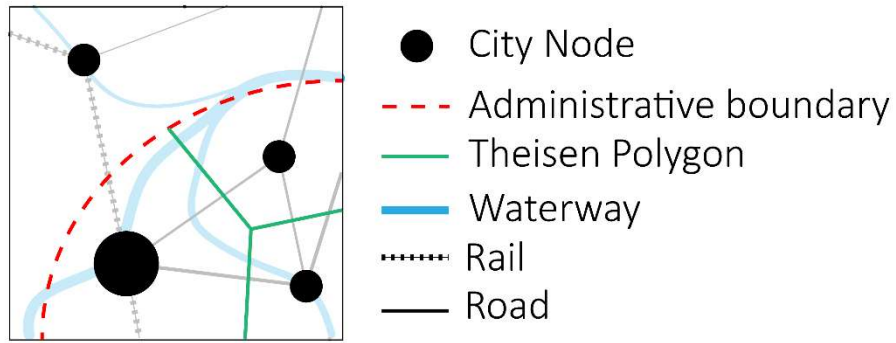 City Node
Administrative boundary
Theisen Polygon
Waterway
Rail
Road